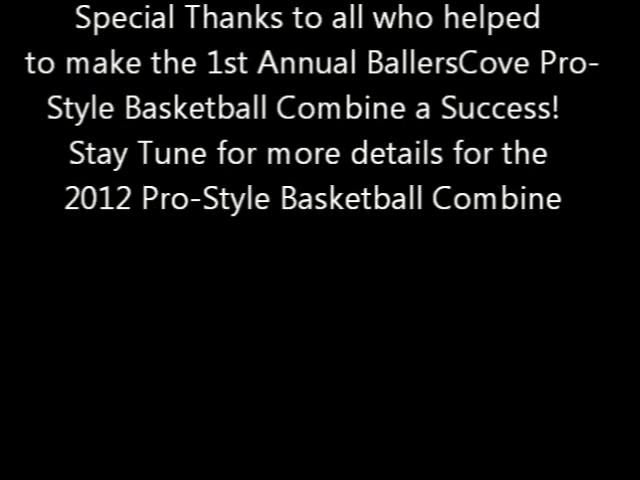 Special Thanks to all who helped
to make the 1st Annual BallersCove Pro-
Style Basketball Combine a Success!
Stay Tune for more details for the
2012 Pro-Style Basketball Combine